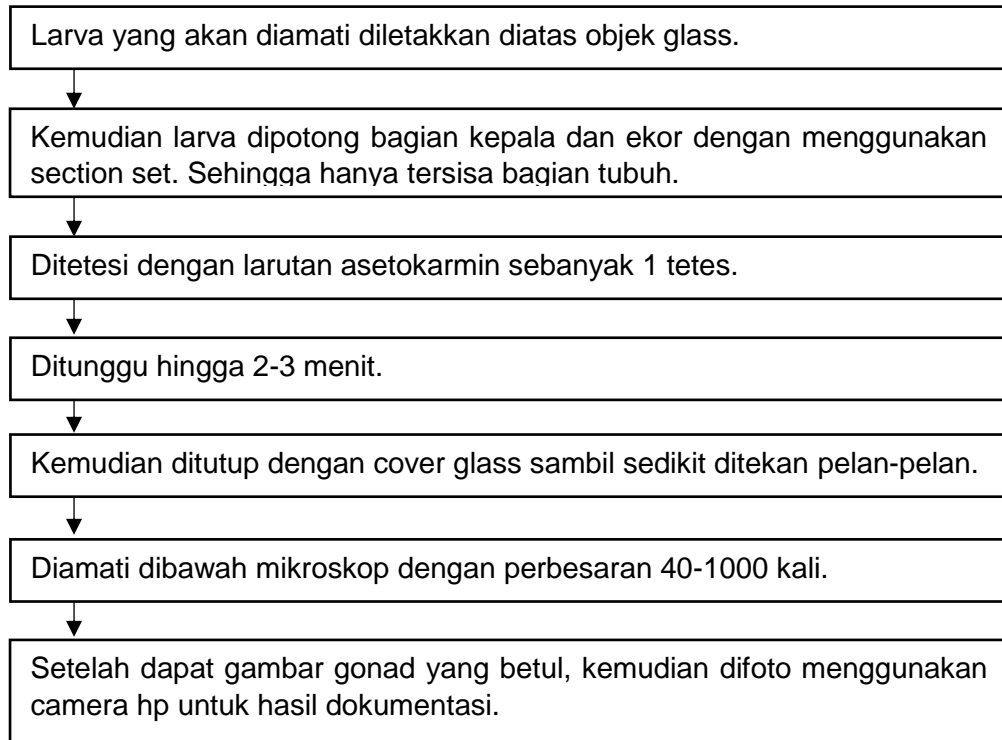 Larva yang akan diamati diletakkan diatas objek glass.
Kemudian larva dipotong bagian kepala dan ekor dengan menggunakan
section set. Sehingga hanya tersisa bagian tubuh.
Ditetesi dengan larutan asetokarmin sebanyak 1 tetes.
Ditunggu hingga 2-3 menit.
Kemudian ditutup dengan cover glass sambil sedikit ditekan pelan-pelan.
Diamati dibawah mikroskop dengan perbesaran 40-1000 kali.
Setelah dapat gambar gonad yang betul, kemudian difoto menggunakan
camera hp untuk hasil dokumentasi.